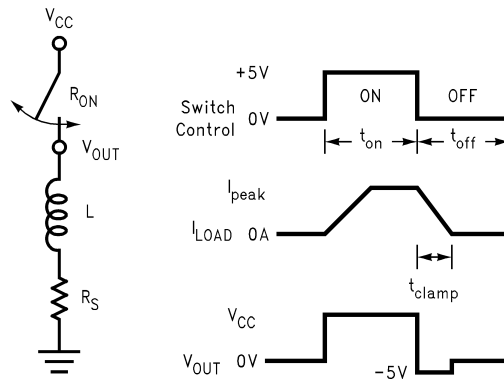 V_CC
R_ON
V_OUT
L
R_S
+5V
Switch
Control
0V
ON
OFF
t_on
t_off
I_peak
I_LOAD 0A
t_clamp
V_CC
V_OUT 0V
-5V